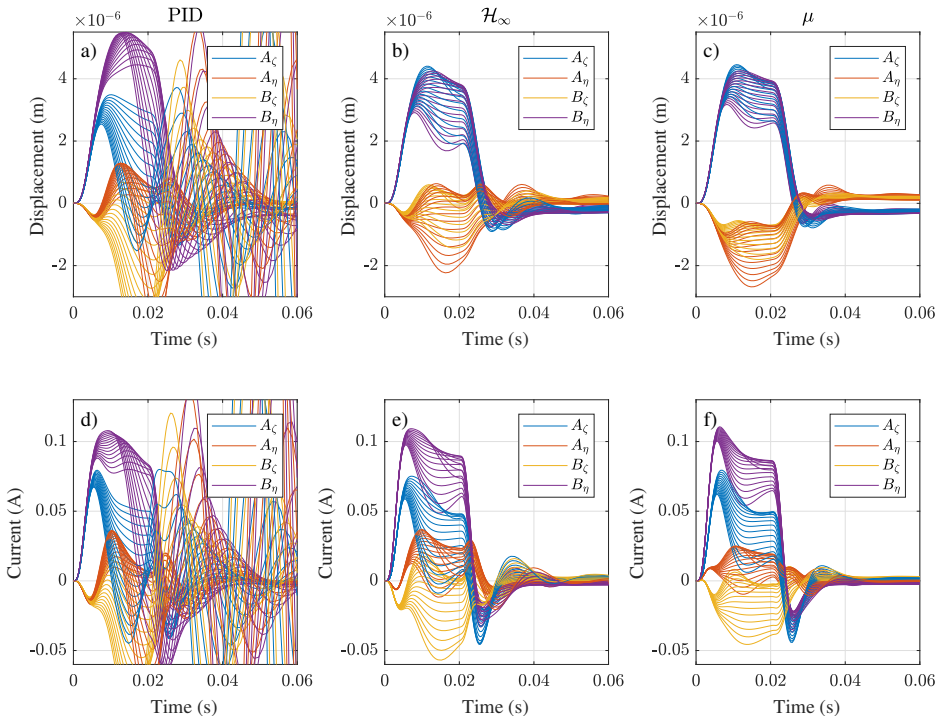 PID
H∞
μ
×10⁻⁶
×10⁻⁶
×10⁻⁶
a)
b)
c)
A_ζ
A_η
B_ζ
B_η
A_ζ
A_η
B_ζ
B_η
A_ζ
A_η
B_ζ
B_η
Displacement (m)
Displacement (m)
Displacement (m)
4
2
0
-2
4
2
0
-2
4
2
0
-2
0 0.02 0.04 0.06
0 0.02 0.04 0.06
0 0.02 0.04 0.06
Time (s)
Time (s)
Time (s)
d)
e)
f)
A_ζ
A_η
B_ζ
B_η
A_ζ
A_η
B_ζ
B_η
A_ζ
A_η
B_ζ
B_η
Current (A)
Current (A)
Current (A)
0.1
0.05
0
-0.05
0.1
0.05
0
-0.05
0.1
0.05
0
-0.05
0 0.02 0.04 0.06
0 0.02 0.04 0.06
0 0.02 0.04 0.06
Time (s)
Time (s)
Time (s)